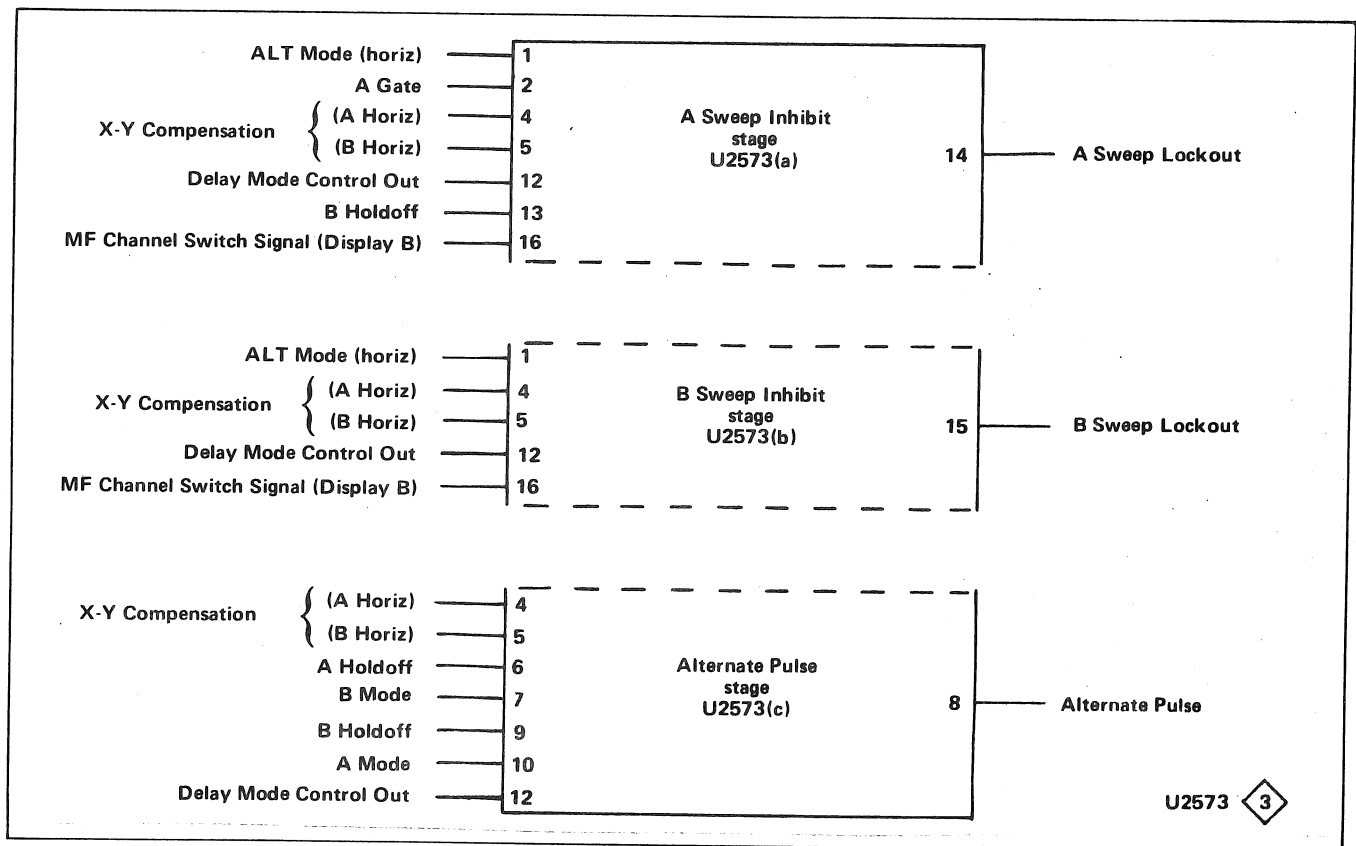 ALT Mode (horiz) 1
A Gate 2
X-Y Compensation { (A Horiz) 4
(B Horiz) 5
Delay Mode Control Out 12
B Holdoff 13
MF Channel Switch Signal (Display B) 16
A Sweep Inhibit
stage
U2573(a)
14 A Sweep Lockout
ALT Mode (horiz) 1
X-Y Compensation { (A Horiz) 4
(B Horiz) 5
Delay Mode Control Out 12
MF Channel Switch Signal (Display B) 16
B Sweep Inhibit
stage
U2573(b)
15 B Sweep Lockout
X-Y Compensation { (A Horiz) 4
(B Horiz) 5
A Holdoff 6
B Mode 7
B Holdoff 9
A Mode 10
Delay Mode Control Out 12
Alternate Pulse
stage
U2573(c)
8 Alternate Pulse
U2573 3